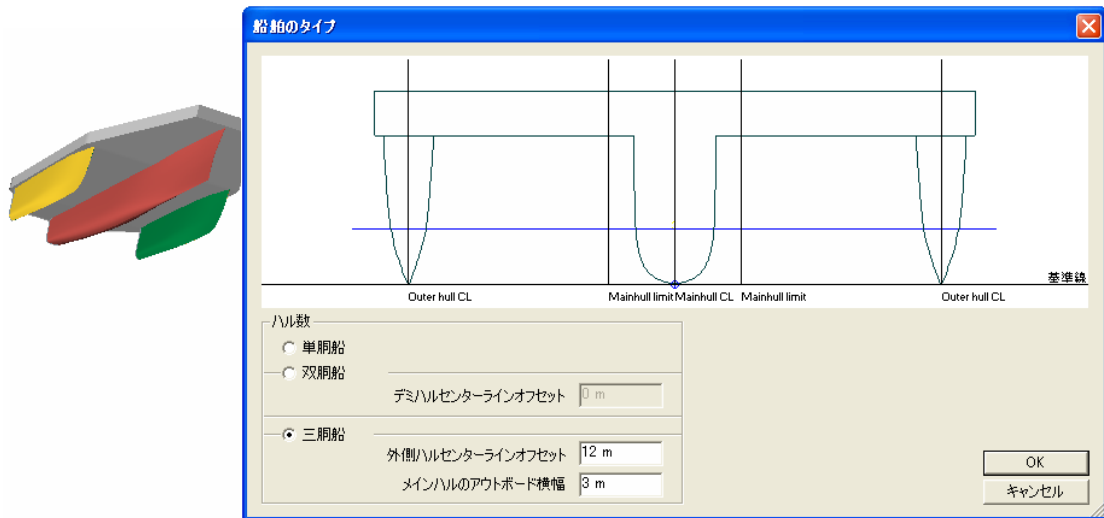 船舶のタイプ
基準線
Outer hull CL Mainhull limit Mainhull CL Mainhull limit Outer hull CL
ハル数
単胴船
双胴船
デミハルセンターラインオフセット 0 m
三胴船
外側ハルセンターラインオフセット 12 m
メインハルのアウトボード横幅 3 m
OK
キャンセル